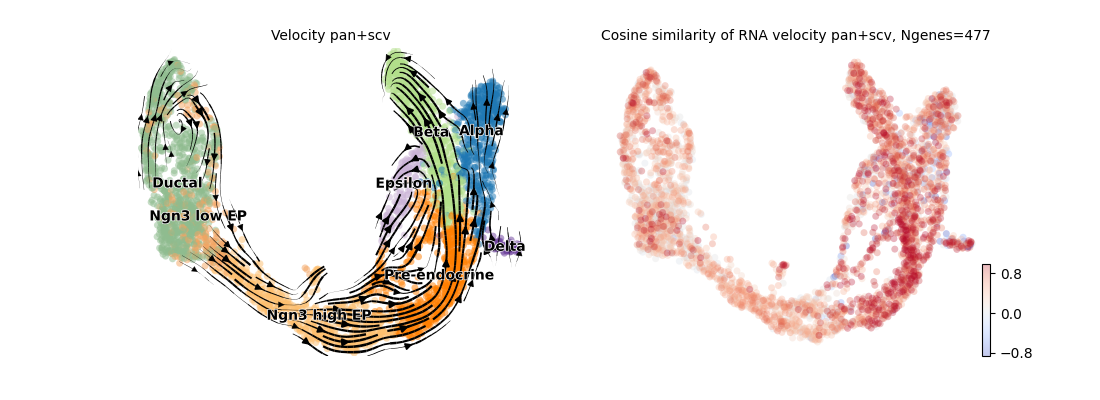 Velocity pan+scv
Cosine similarity of RNA velocity pan+scv, Ngenes=477
Beta
Alpha
Ductal
Epsilon
Ngn3 low EP
Delta
Pre-endocrine
Ngn3 high EP
0.8
0.0
−0.8